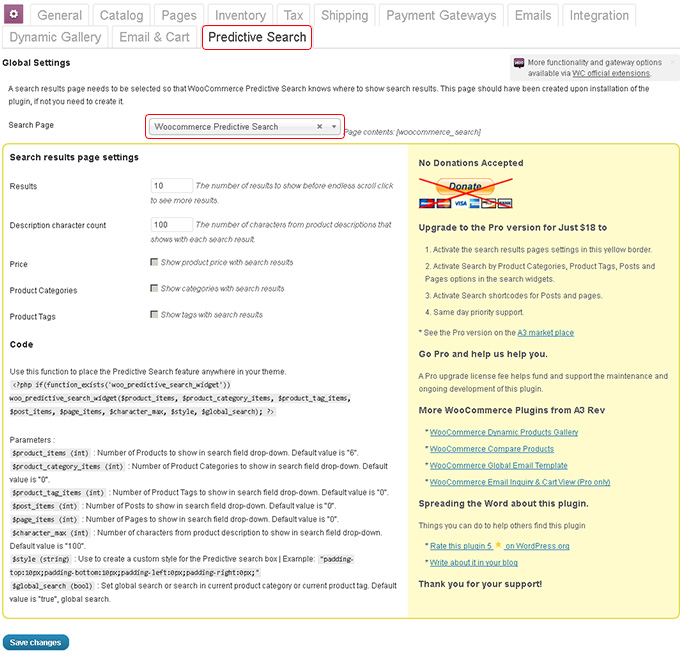 General Catalog Pages Inventory Tax Shipping Payment Gateways Emails Integration
Dynamic Gallery Email & Cart Predictive Search
Global Settings
More functionality and gateway options
available via WC official extensions.
A search results page needs to be selected so that WooCommerce Predictive Search knows where to show search results. This page should have been created upon installation of the
plugin, if not you need to create it.
Search Page
Woocommerce Predictive Search
Page contents: [woocommerce_search]
Search results page settings
Results
10 The number of results to show before endless scroll click
to see more results.
Description character count
100 The number of characters from product descriptions that
shows with each search result.
Price
Show product price with search results
Product Categories
Show categories with search results
Product Tags
Show tags with search results
Code
Use this function to place the Predictive Search feature anywhere in your theme.
<?php if(function_exists('woo_predictive_search_widget'))
woo_predictive_search_widget($product_items, $product_category_items, $product_tag_items,
$post_items, $page_items, $character_max, $style, $global_search); ?>
Parameters :
$product_items (int) : Number of Products to show in search field drop-down. Default value is "6".
$product_category_items (int) : Number of Product Categories to show in search field drop-down. Default
value is "0".
$product_tag_items (int) : Number of Product Tags to show in search field drop-down. Default value is "0".
$post_items (int) : Number of Posts to show in search field drop-down. Default value is "0".
$page_items (int) : Number of Pages to show in search field drop-down. Default value is "0".
$character_max (int) : Number of characters from product description to show in search field drop-down.
Default value is "100".
$style (string) : Use to create a custom style for the Predictive search box | Example: "padding-
top:10px;padding-bottom:10px;padding-left:0px;padding-right:0px;"
$global_search (bool) : Set global search or search in current product category or current product tag. Default
value is "true", global search.
No Donations Accepted
Donate
VISA
Upgrade to the Pro version for Just $18 to
1. Activate the search results pages settings in this yellow border.
2. Activate Search by Product Categories, Product Tags, Posts and
Pages options in the search widgets.
3. Activate Search shortcodes for Posts and pages.
4. Same day priority support.
* See the Pro version on the A3 market place
Go Pro and help us help you.
A Pro upgrade license fee helps fund and support the maintenance and
ongoing development of this plugin.
More WooCommerce Plugins from A3 Rev
* WooCommerce Dynamic Products Gallery
* WooCommerce Compare Products
* WooCommerce Global Email Template
* WooCommerce Email Inquiry & Cart View (Pro only)
Spreading the Word about this plugin.
Things you can do to help others find this plugin
* Rate this plugin 5 on WordPress.org
* Write about it in your blog
Thank you for your support!
Save changes